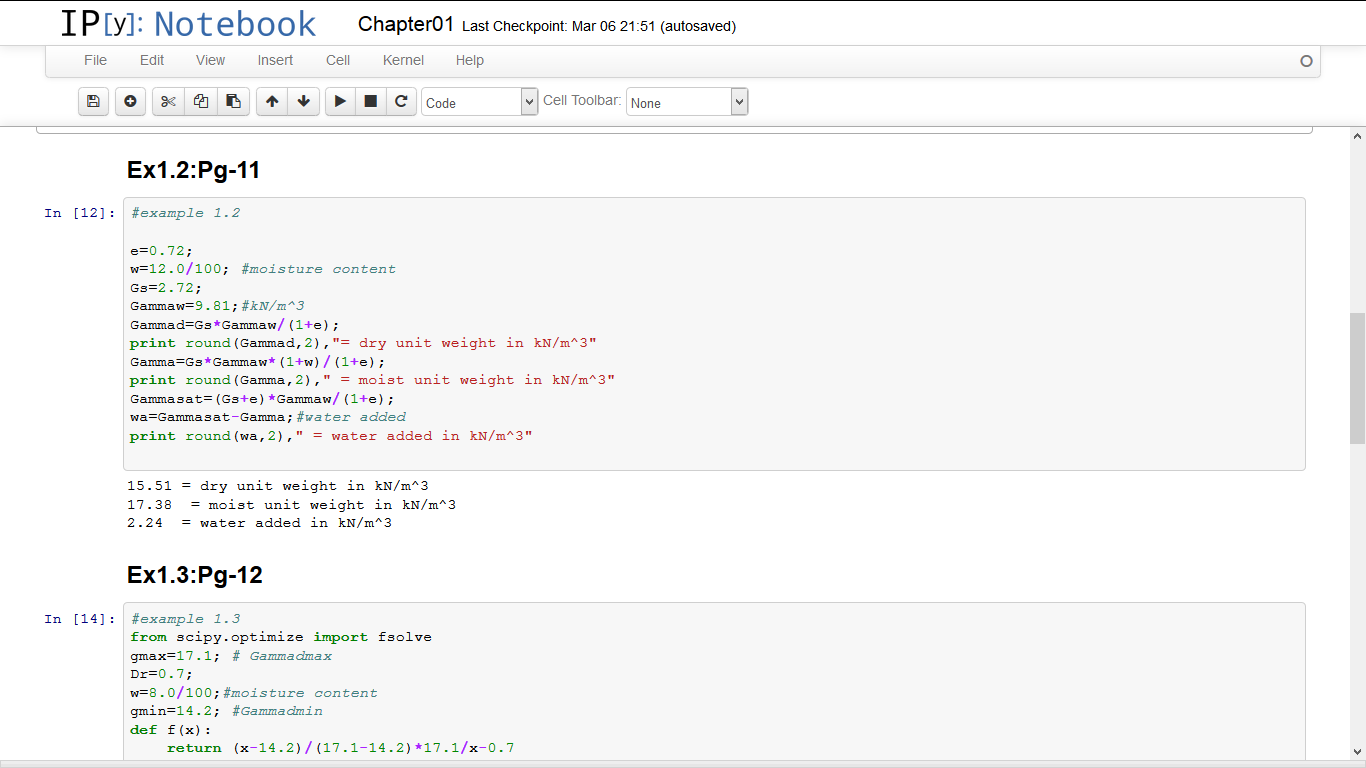 IP[y]: Notebook Chapter01 Last Checkpoint: Mar 06 21:51 (autosaved)
File Edit View Insert Cell Kernel Help
Code Cell Toolbar: None
Ex1.2:Pg-11
In [12]: #example 1.2
e=0.72;
w=12.0/100; #moisture content
Gs=2.72;
Gammaw=9.81;#kN/m^3
Gammad=Gs*Gammaw/(1+e);
print round(Gammad,2),"= dry unit weight in kN/m^3"
Gamma=Gs*Gammaw*(1+w)/(1+e);
print round(Gamma,2)," = moist unit weight in kN/m^3"
Gammasat=(Gs+e)*Gammaw/(1+e);
wa=Gammasat-Gamma;#water added
print round(wa,2)," = water added in kN/m^3"
15.51 = dry unit weight in kN/m^3
17.38  = moist unit weight in kN/m^3
2.24  = water added in kN/m^3
Ex1.3:Pg-12
In [14]: #example 1.3
from scipy.optimize import fsolve
gmax=17.1; # Gammadmax
Dr=0.7;
w=8.0/100;#moisture content
gmin=14.2; #Gammadmin
def f(x):
    return (x-14.2)/(17.1-14.2)*17.1/x-0.7